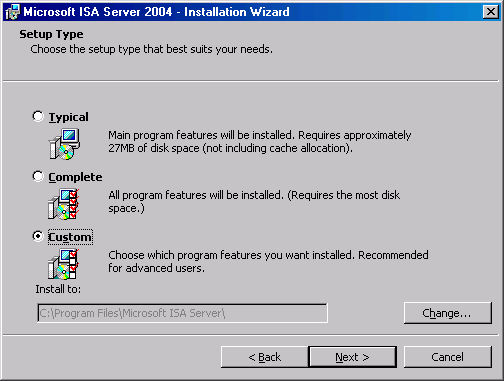 Microsoft ISA Server 2004 - Installation Wizard
Setup Type
Choose the setup type that best suits your needs.
Typical
Main program features will be installed. Requires approximately
27MB of disk space (not including cache allocation).
Complete
All program features will be installed. (Requires the most disk
space.)
Custom
Choose which program features you want installed. Recommended
for advanced users.
Install to:
C:\Program Files\Microsoft ISA Server\
Change...
< Back
Next >
Cancel